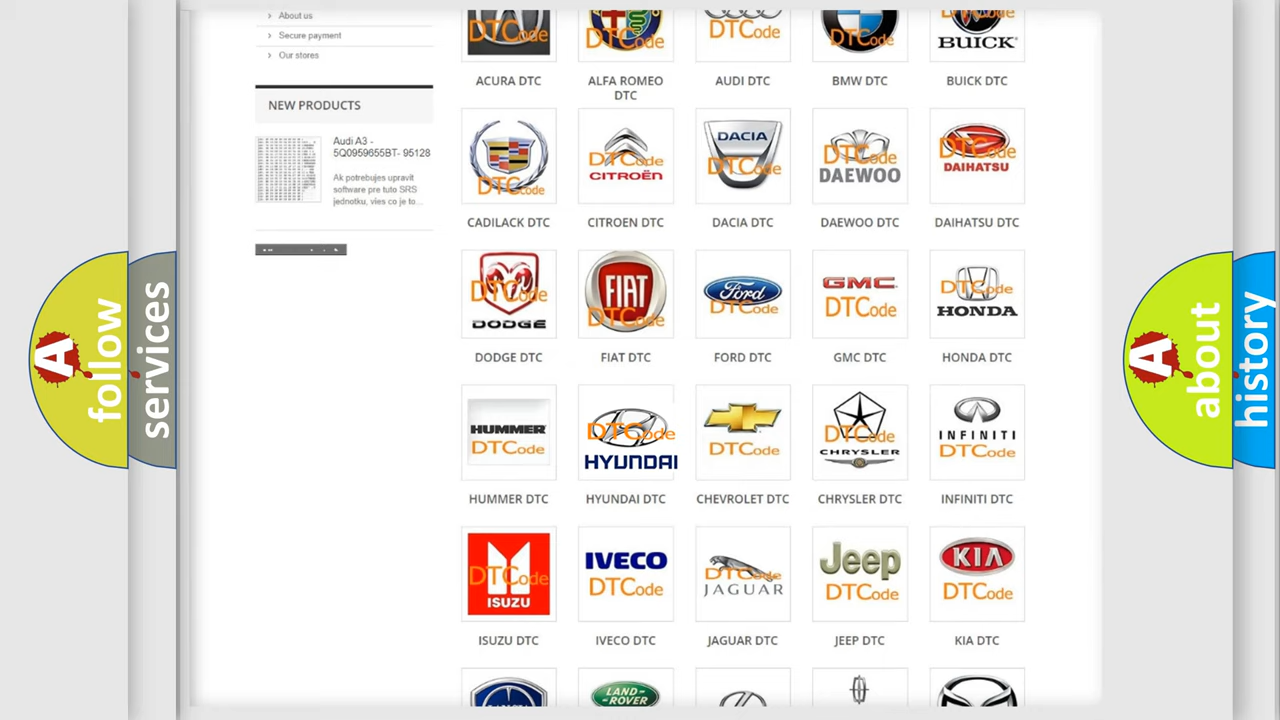 About us
Secure payment
Our stores
NEW PRODUCTS
Audi A3 -
5Q0959655BT- 95128
Ak potrebujes upravit
software pre tuto SRS
jednotku, vies co je to...
A
follow
services
A
about
history
DTCode DTCode DTCode DTCode BUICK
ACURA DTC
ALFA ROMEO
DTC
AUDI DTC
BMW DTC
BUICK DTC
DTCode
DTCode
CITROËN
DACIA
DTCode
DTCode
DAEWOO
DTCode
DAIHATSU
CADILACK DTC
CITROEN DTC
DACIA DTC
DAEWOO DTC
DAIHATSU DTC
DTCode
DODGE
FIAT
DTCode
Ford
DTCode
GMC
DTCode
DTCode
HONDA
DODGE DTC
FIAT DTC
FORD DTC
GMC DTC
HONDA DTC
HUMMER
DTCode
DTCode
HYUNDAI
DTCode
DTCode
CHRYSLER
INFINITI
DTCode
HUMMER DTC
HYUNDAI DTC
CHEVROLET DTC
CHRYSLER DTC
INFINITI DTC
DTCode
ISUZU
IVECO
DTCode
DTCode
JAGUAR
Jeep
DTCode
KIA
DTCode
ISUZU DTC
IVECO DTC
JAGUAR DTC
JEEP DTC
KIA DTC
LAND-
ROVER